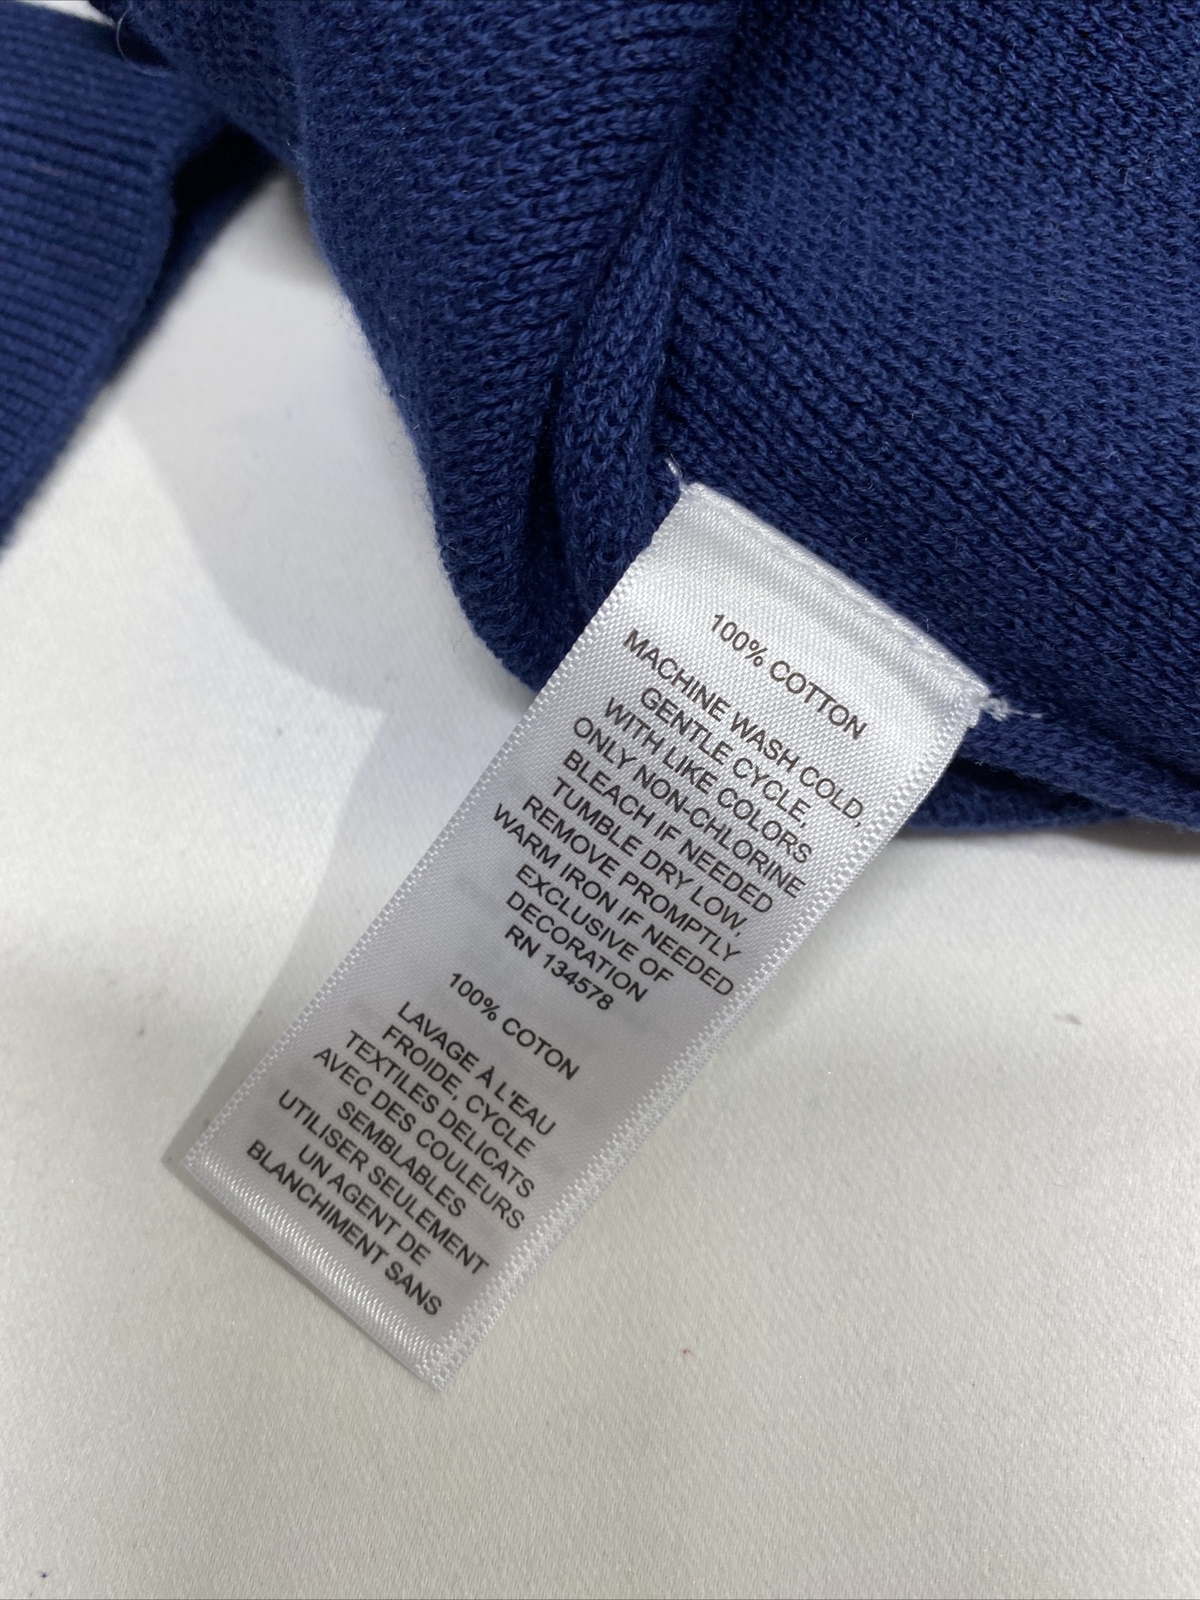 100% COTTON
MACHINE WASH COLD,
GENTLE CYCLE,
WITH LIKE COLORS
ONLY NON-CHLORINE
BLEACH IF NEEDED
TUMBLE DRY LOW,
REMOVE PROMPTLY
WARM IRON IF NEEDED
EXCLUSIVE OF
DECORATION
RN 134578
100% COTON
LAVAGE À L'EAU
FROIDE, CYCLE
TEXTILES DELICATS
AVEC DES COULEURS
SEMBLABLES
UTILISER SEULEMENT
UN AGENT DE
BLANCHIMENT SANS